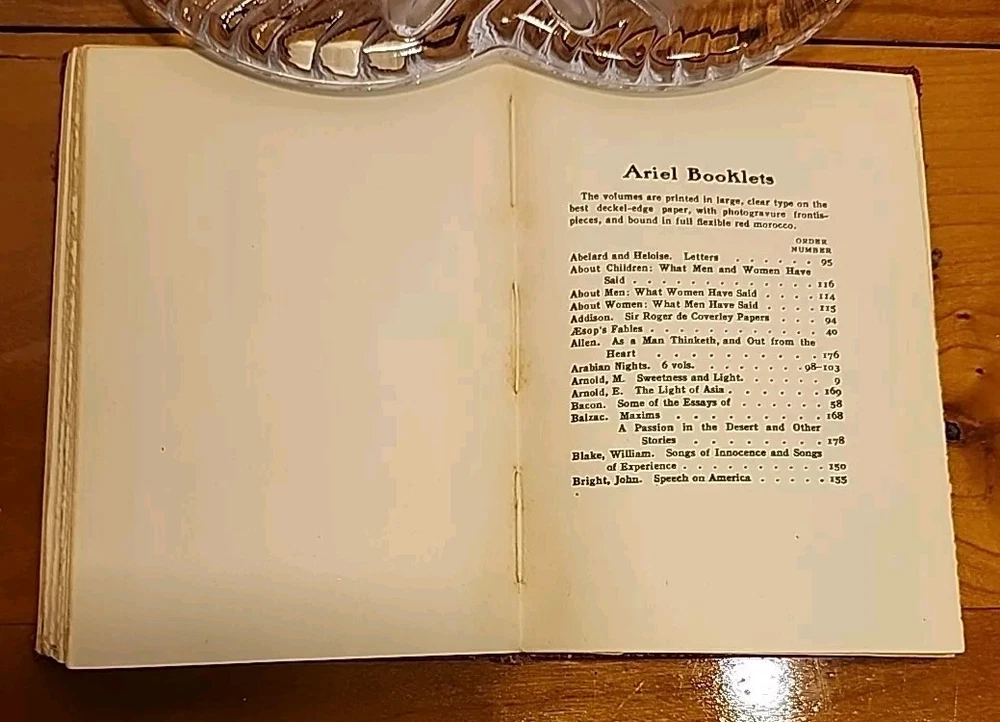 Ariel Booklets
The volumes are printed in large, clear type on the
best deckel-edge paper, with photogravure frontis-
pieces, and bound in full flexible red morocco.
ORDER
NUMBER
Abelard and Heloise. Letters . . . . . . 95
About Children: What Men and Women Have
Said . . . . . . . . . . . . 116
About Men: What Women Have Said . . . . 114
About Women: What Men Have Said . . . . 115
Addison. Sir Roger de Coverley Papers . . . 94
Æsop's Fables . . . . . . . . . . . 40
Allen. As a Man Thinketh, and Out from the
Heart . . . . . . . . . . . 176
Arabian Nights. 6 vols. . . . . . . . . 98-103
Arnold, M. Sweetness and Light. . . . . . 9
Arnold, E. The Light of Asia . . . . . . . 169
Bacon. Some of the Essays of . . . . . . 58
Balzac. Maxims . . . . . . . . . . 168
A Passion in the Desert and Other
Stories . . . . . . . . . 178
Blake, William. Songs of Innocence and Songs
of Experience . . . . . . . . . . 150
Bright, John. Speech on America . . . . . 155